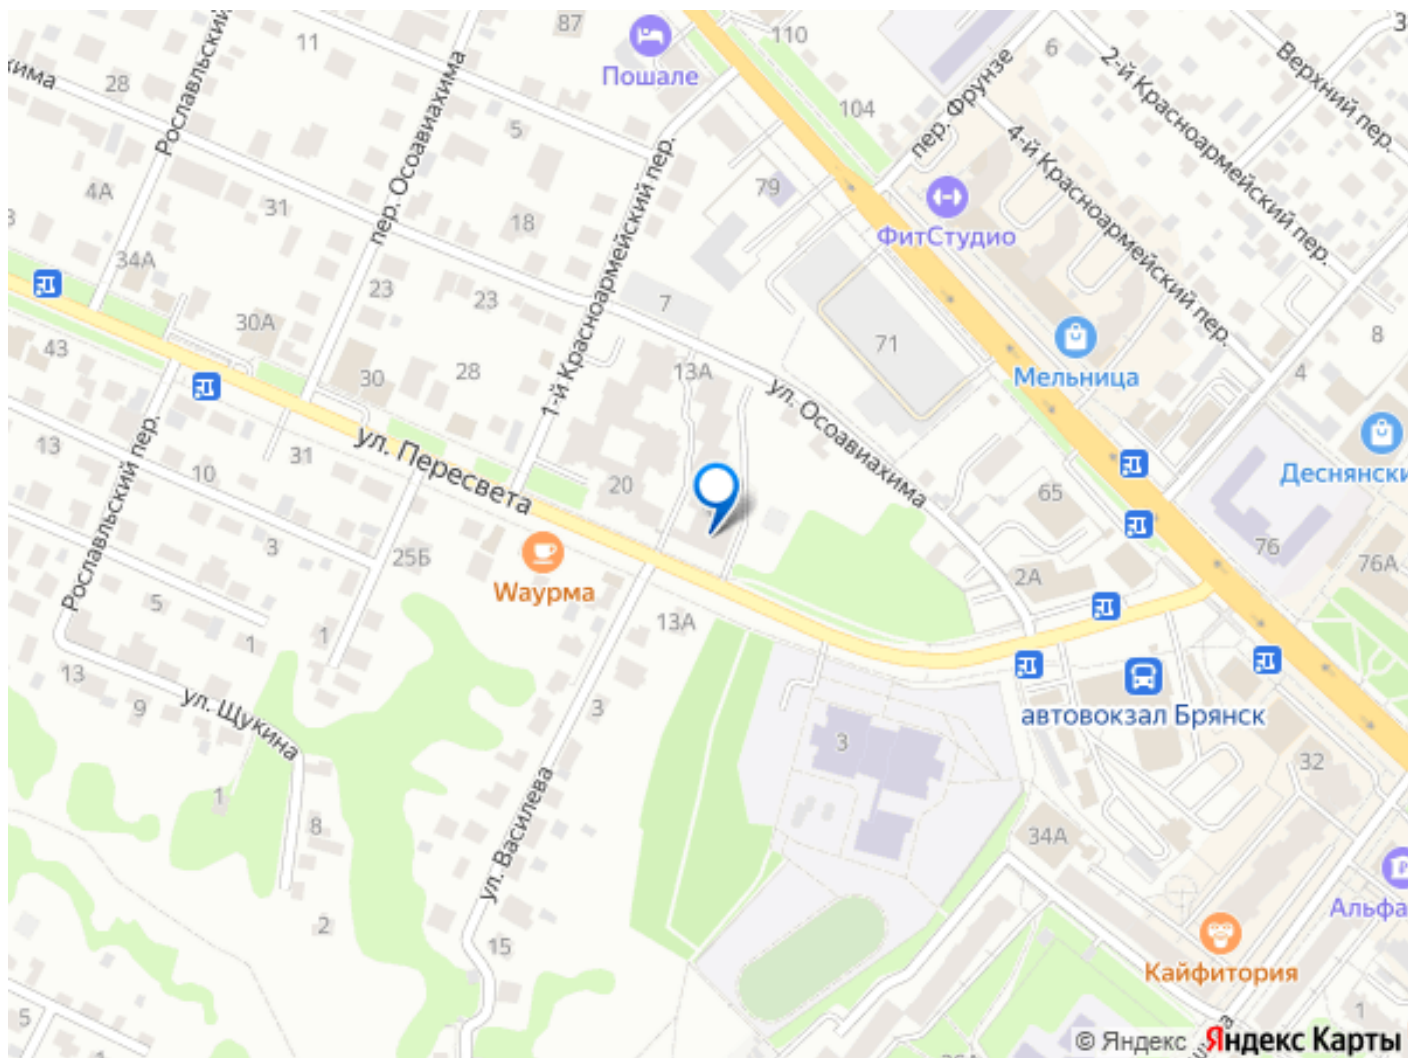 87
110
11
Пошале
6
Верхний пер.
2-й Красноармейский пер.
Рославльский
28
пер. Осоавиахима
5
104
пер. Фрунзе
4-й Красноармейский пер.
4А
31
18
79
ФитСтудио
1-й Красноармейский пер.
34А
23
23
7
30А
71
8
43
30
28
13А
Мельница
4
ул. Осоавиахима
13
31
ул. Пересвета
10
20
65
Деснянски
Рославльский пер.
3
25Б
Wаурма
76
76А
2А
5
1
1
13А
13
9
ул. Щукина
3
автовокзал Брянск
3
32
1
8
ул. Василева
34А
2
15
Альфа
Кайфитория
5
1
© Яндекс Яндекс Карты